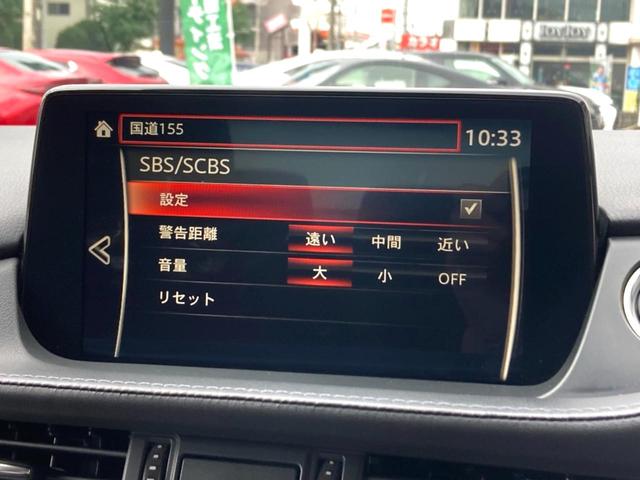 国道155
10:33
SBS/SCBS
設定
警告距離 遠い 中間 近い
音量 大 小 OFF
リセット
JOYJOY